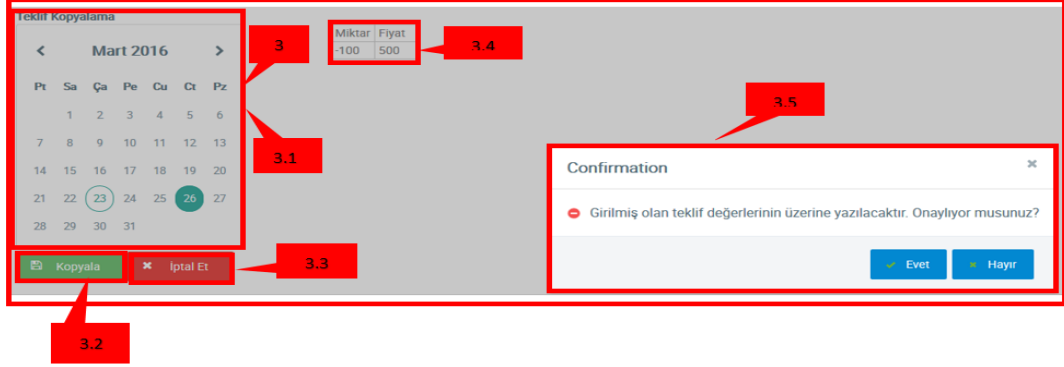 Teklif Kopyalama
Mart 2016
Pt Sa Ça Pe Cu Ct Pz
1 2 3 4 5 6
7 8 9 10 11 12 13
14 15 16 17 18 19 20
21 22 23 24 25 26 27
28 29 30 31
Kopyala
İptal Et
3
3.1
3.2
3.3
Miktar Fiyat
-100 500
3.4
3.5
Confirmation
Girilmiş olan teklif değerlerinin üzerine yazılacaktır. Onaylıyor musunuz?
Evet
Hayır